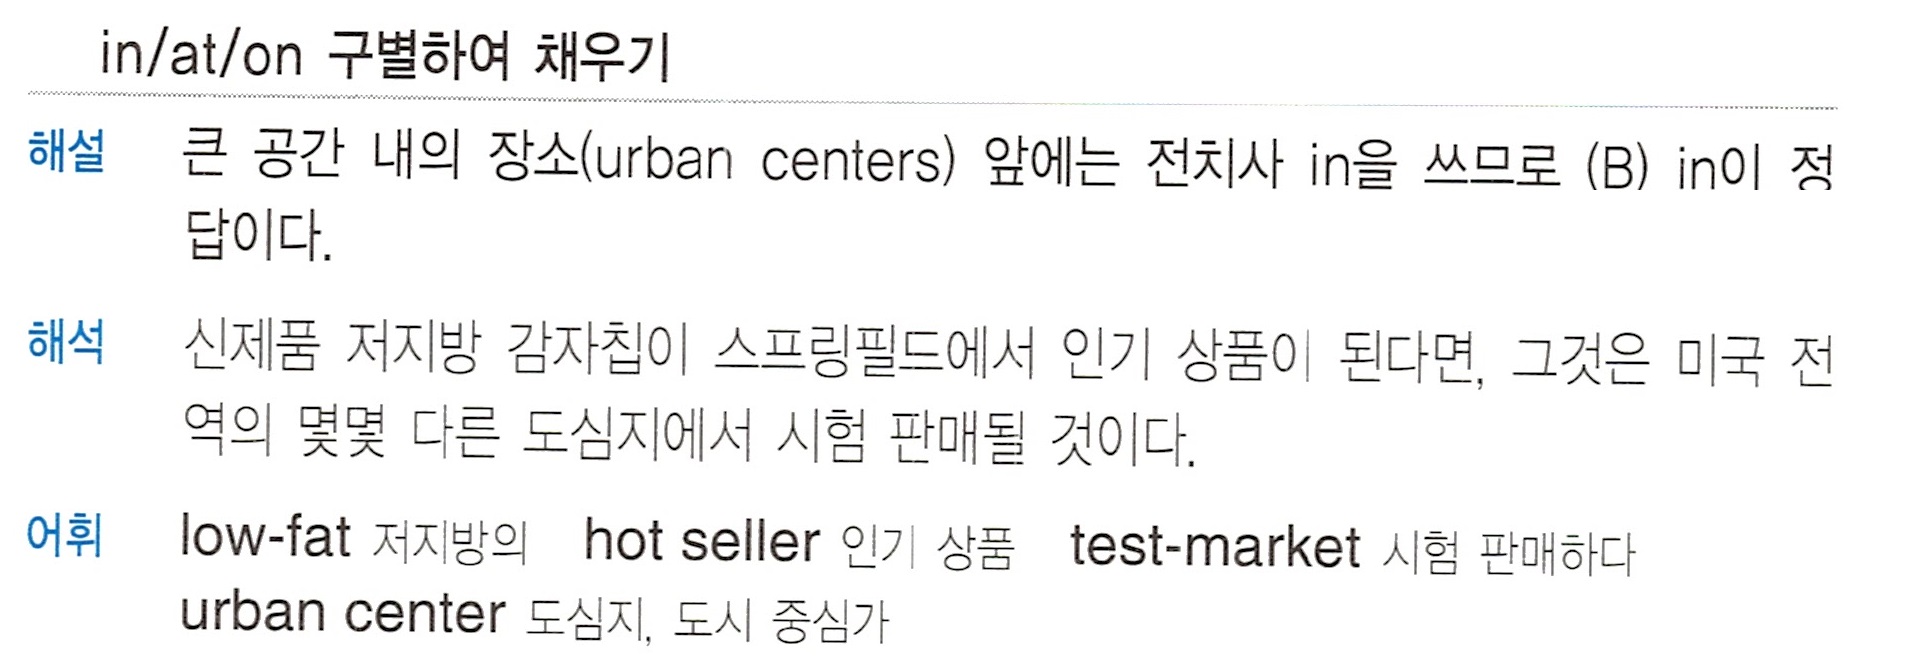 in/at/on 구별하여 채우기
해설 큰 공간 내의 장소(urban centers) 앞에는 전치사 in을 쓰므로 (B) in이 정
답이다.
해석 신제품 저지방 감자칩이 스프링필드에서 인기 상품이 된다면, 그것은 미국 전
역의 몇몇 다른 도심지에서 시험 판매될 것이다.
어휘 low-fat 저지방의 hot seller 인기 상품 test-market 시험 판매하다
urban center 도심지, 도시 중심가